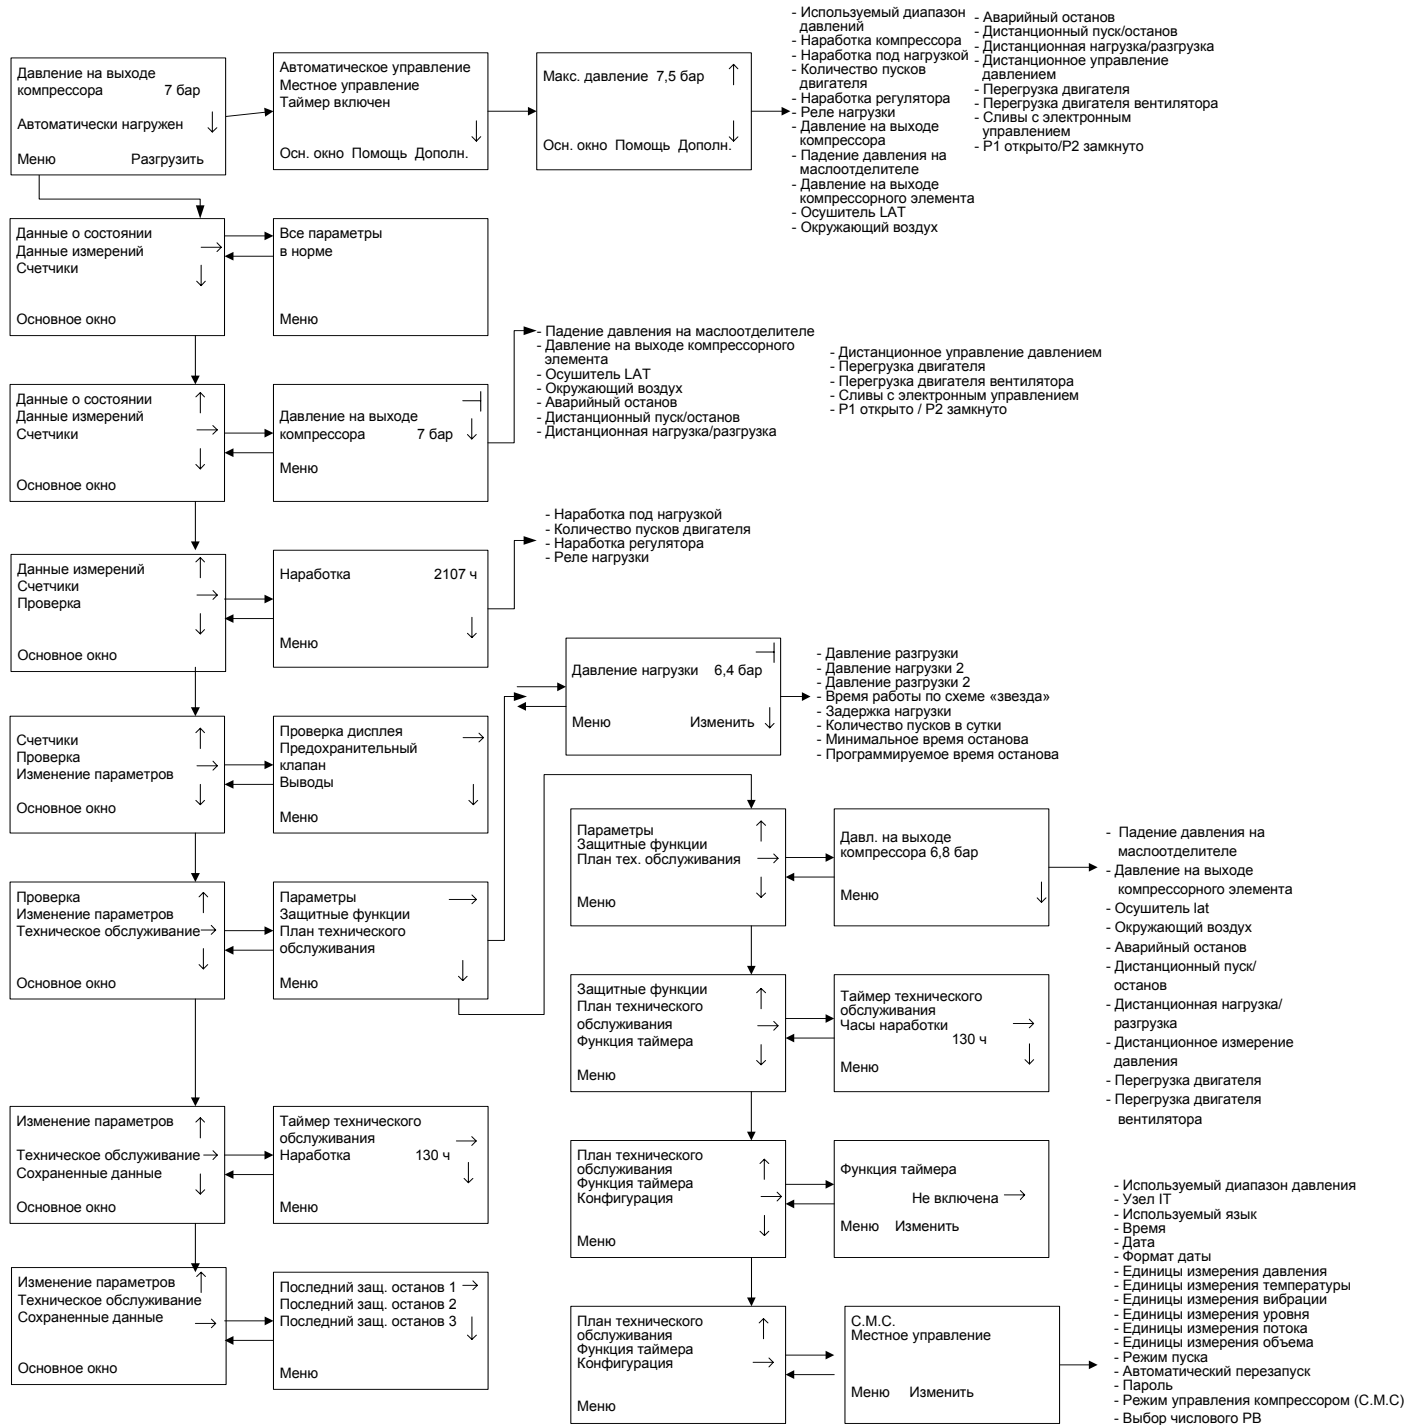 Давление на выходе
компрессора 7 бар
Автоматически нагружен
Меню Разгрузить
Автоматическое управление
Местное управление
Таймер включен
Осн. окно Помощь Дополн.
Макс. давление 7,5 бар
Осн. окно Помощь Дополн.
- Используемый диапазон
давлений
- Наработка компрессора
- Наработка под нагрузкой
- Количество пусков
двигателя
- Наработка регулятора
- Реле нагрузки
- Давление на выходе
компрессора
- Падение давления на
маслоотделителе
- Давление на выходе
компрессорного элемента
- Осушитель LAT
- Окружающий воздух
- Аварийный останов
- Дистанционный пуск/останов
- Дистанционная нагрузка/разгрузка
- Дистанционное управление
давлением
- Перегрузка двигателя
- Перегрузка двигателя вентилятора
- Сливы с электронным
управлением
- P1 открыто/P2 замкнуто
Данные о состоянии
Данные измерений
Счетчики
Основное окно
Все параметры
в норме
Меню
Данные о состоянии
Данные измерений
Счетчики
Основное окно
Давление на выходе
компрессора 7 бар
Меню
- Падение давления на маслоотделителе
- Давление на выходе компрессорного
элемента
- Осушитель LAT
- Окружающий воздух
- Аварийный останов
- Дистанционный пуск/останов
- Дистанционная нагрузка/разгрузка
- Дистанционное управление давлением
- Перегрузка двигателя
- Перегрузка двигателя вентилятора
- Сливы с электронным управлением
- P1 открыто / P2 замкнуто
Данные измерений
Счетчики
Проверка
Основное окно
Наработка 2107 ч
Меню
- Наработка под нагрузкой
- Количество пусков двигателя
- Наработка регулятора
- Реле нагрузки
Давление нагрузки 6,4 бар
Меню Изменить
- Давление разгрузки
- Давление нагрузки 2
- Давление разгрузки 2
- Время работы по схеме «звезда»
- Задержка нагрузки
- Количество пусков в сутки
- Минимальное время останова
- Программируемое время останова
Счетчики
Проверка
Изменение параметров
Основное окно
Проверка дисплея
Предохранительный
клапан
Выводы
Меню
Параметры
Защитные функции
План тех. обслуживания
Меню
Давл. на выходе
компрессора 6,8 бар
Меню
- Падение давления на
маслоотделителе
- Давление на выходе
компрессорного элемента
- Осушитель lat
- Окружающий воздух
- Аварийный останов
- Дистанционный пуск/
останов
- Дистанционная нагрузка/
разгрузка
- Дистанционное измерение
давления
- Перегрузка двигателя
- Перегрузка двигателя
вентилятора
Проверка
Изменение параметров
Техническое обслуживание
Основное окно
Параметры
Защитные функции
План технического
обслуживания
Меню
Защитные функции
План технического
обслуживания
Функция таймера
Меню
Таймер технического
обслуживания
Часы наработки
130 ч
Меню
Изменение параметров
Техническое обслуживание
Сохраненные данные
Основное окно
Таймер технического
обслуживания
Наработка 130 ч
Меню
План технического
обслуживания
Функция таймера
Конфигурация
Меню
Функция таймера
Не включена
Меню Изменить
Изменение параметров
Техническое обслуживание
Сохраненные данные
Основное окно
Последний защ. останов 1
Последний защ. останов 2
Последний защ. останов 3
Меню
План технического
обслуживания
Функция таймера
Конфигурация
Меню
С.М.С.
Местное управление
Меню Изменить
- Используемый диапазон давления
- Узел IT
- Используемый язык
- Время
- Дата
- Формат даты
- Единицы измерения давления
- Единицы измерения температуры
- Единицы измерения вибрации
- Единицы измерения уровня
- Единицы измерения потока
- Единицы измерения объема
- Режим пуска
- Автоматический перезапуск
- Пароль
- Режим управления компрессором (С.М.С)
- Выбор числового PB